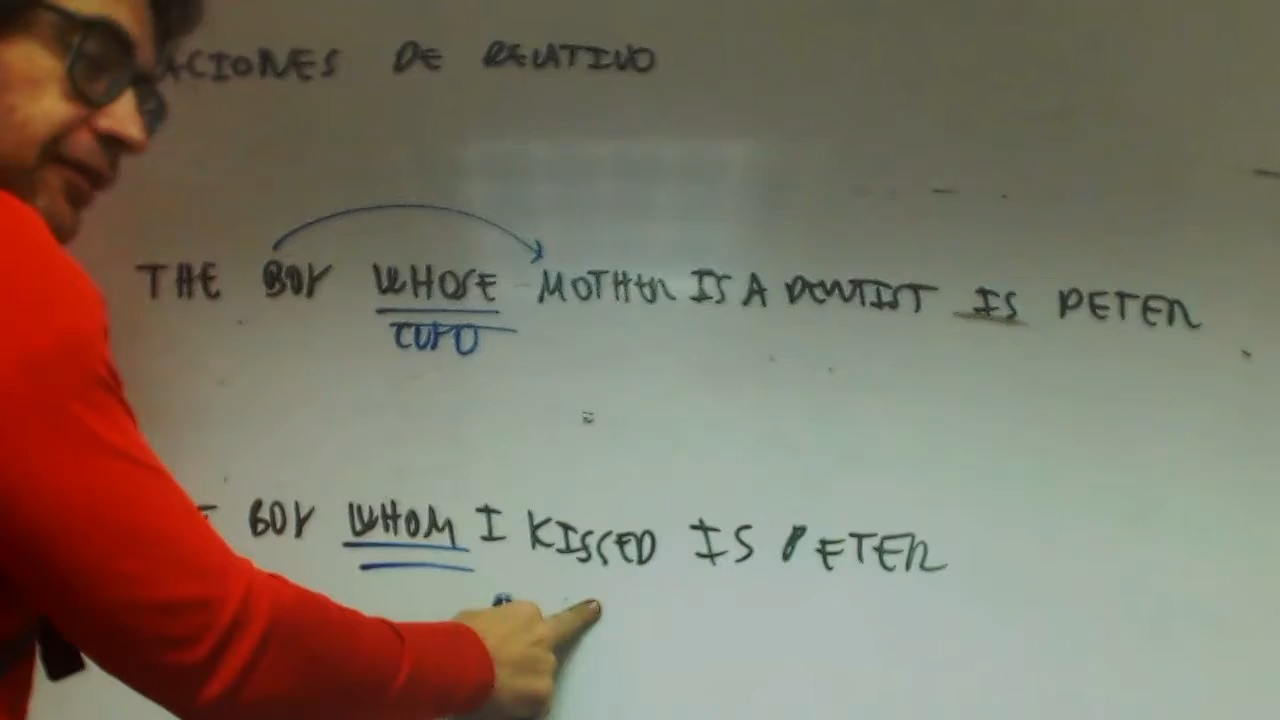 ACIONES DE RELATIVO
THE BOY WHOSE MOTHER IS A DENTIST IS PETER
CUYO
E BOY WHOM I KISSED IS PETER